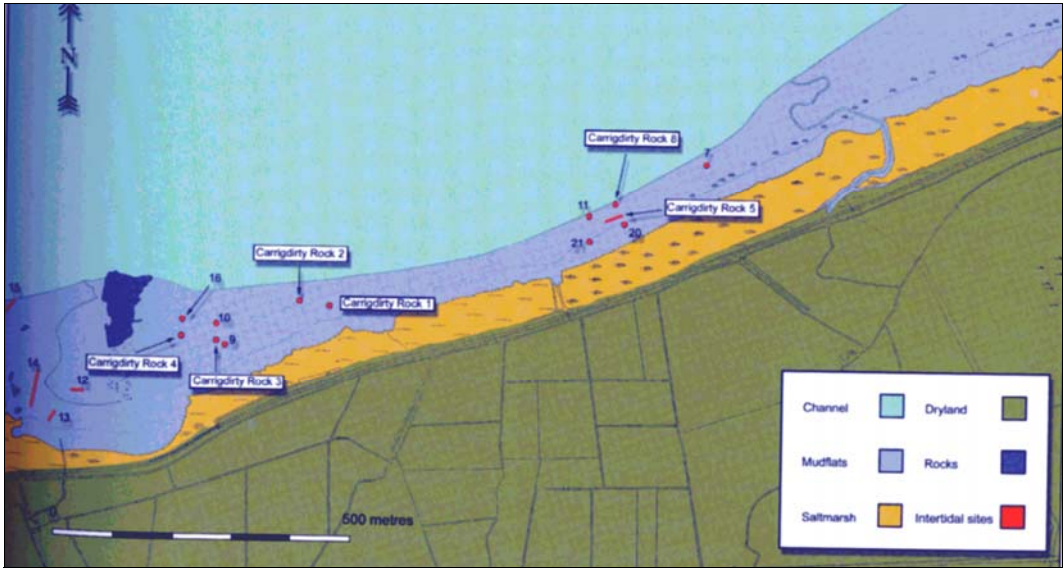 N
Carrigdirty Rock 8
7
11
Carrigdirty Rock 5
20
21
Carrigdirty Rock 2
16
15
Carrigdirty Rock 1
10
9
Carrigdirty Rock 4
14
Carrigdirty Rock 3
12
13
Channel
Dryland
Mudflats
Rocks
Saltmarsh
Intertidal sites
0
500 metres